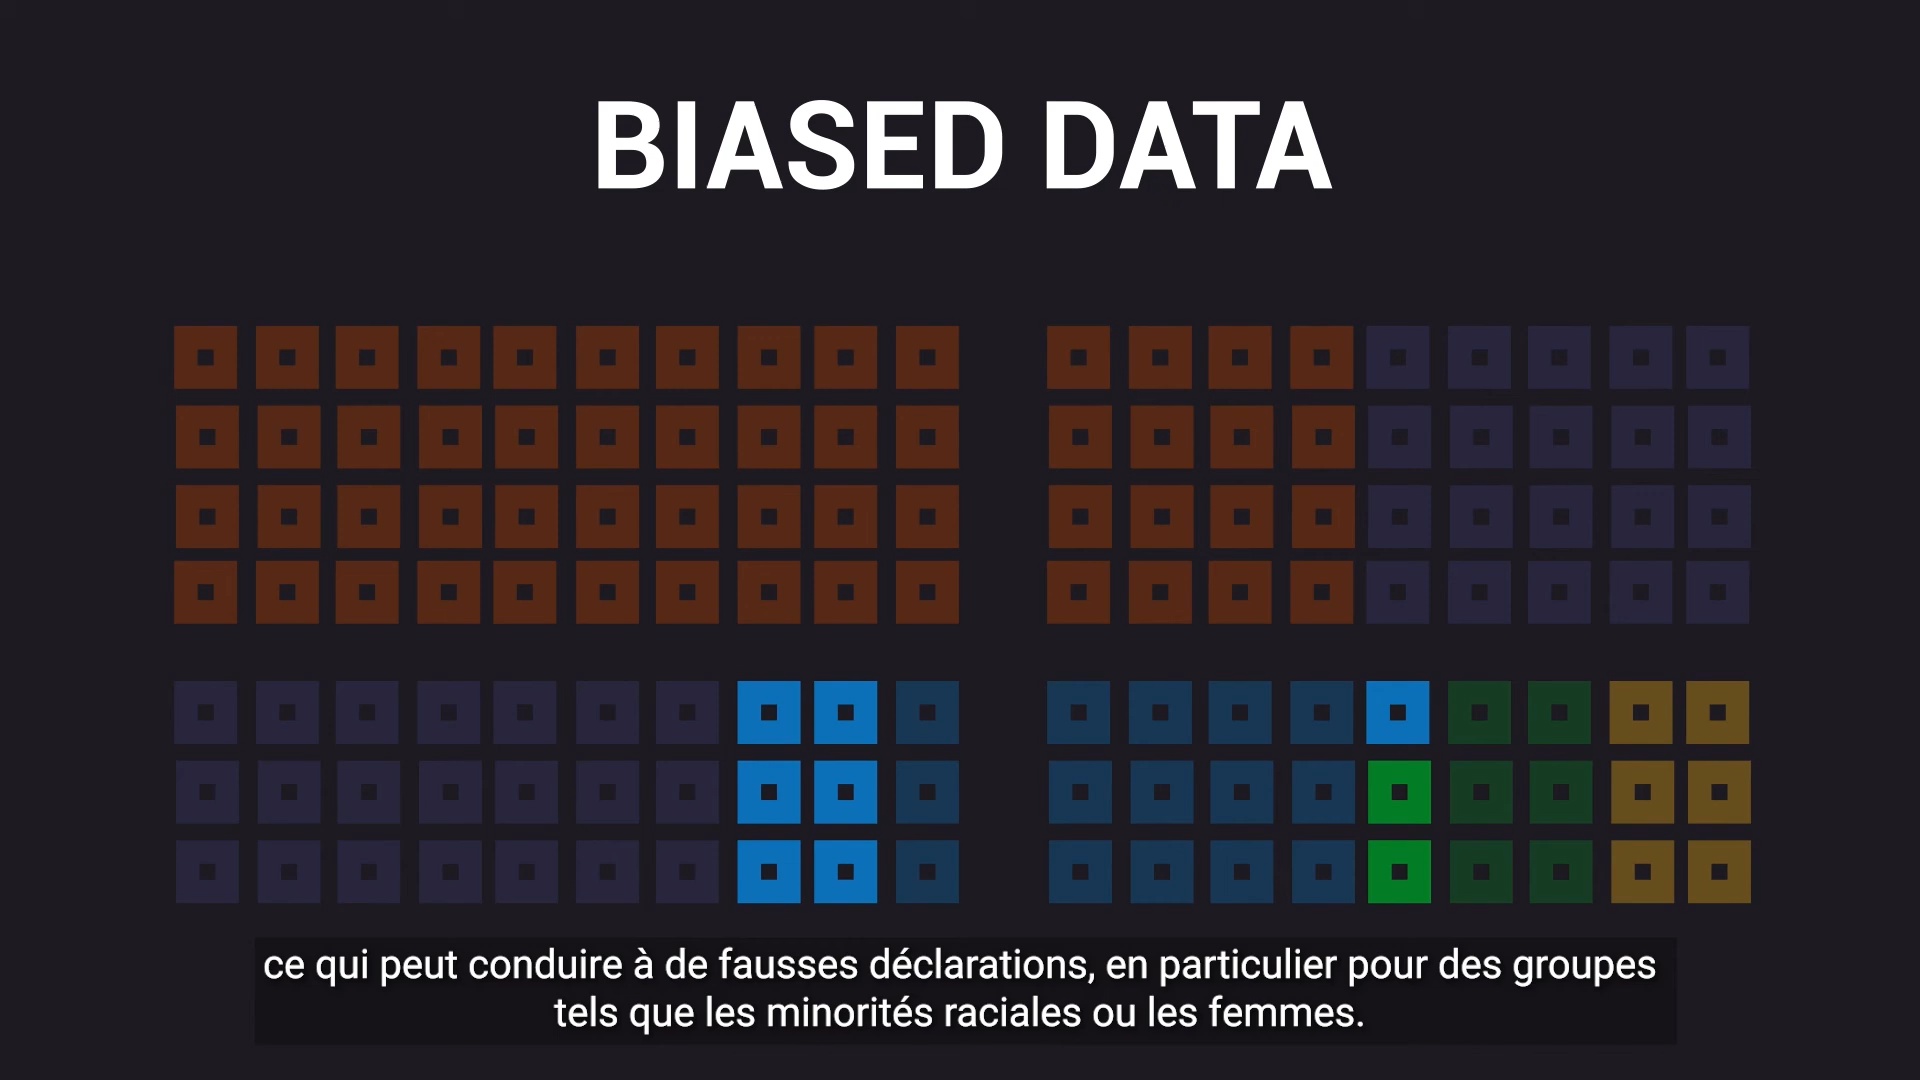 BIASED DATA
ce qui peut conduire à de fausses déclarations, en particulier pour des groupes
tels que les minorités raciales ou les femmes.